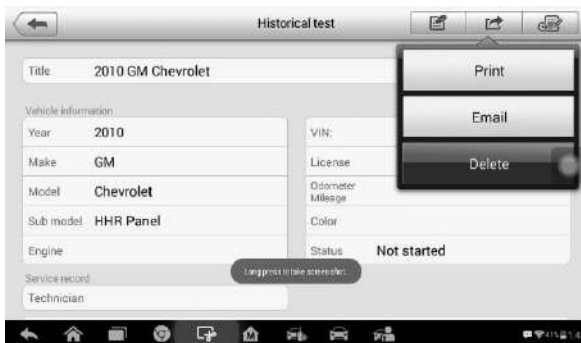 Historical test
Title 2010 GM Chevrolet
Print
Email
Delete
Vehicle information
Year 2010
Make GM
Model Chevrolet
Sub model HHR Panel
Engine
VIN:
License
Odometer
Mileage
Color
Status Not started
Long press to take screenshot.
Service record
Technician